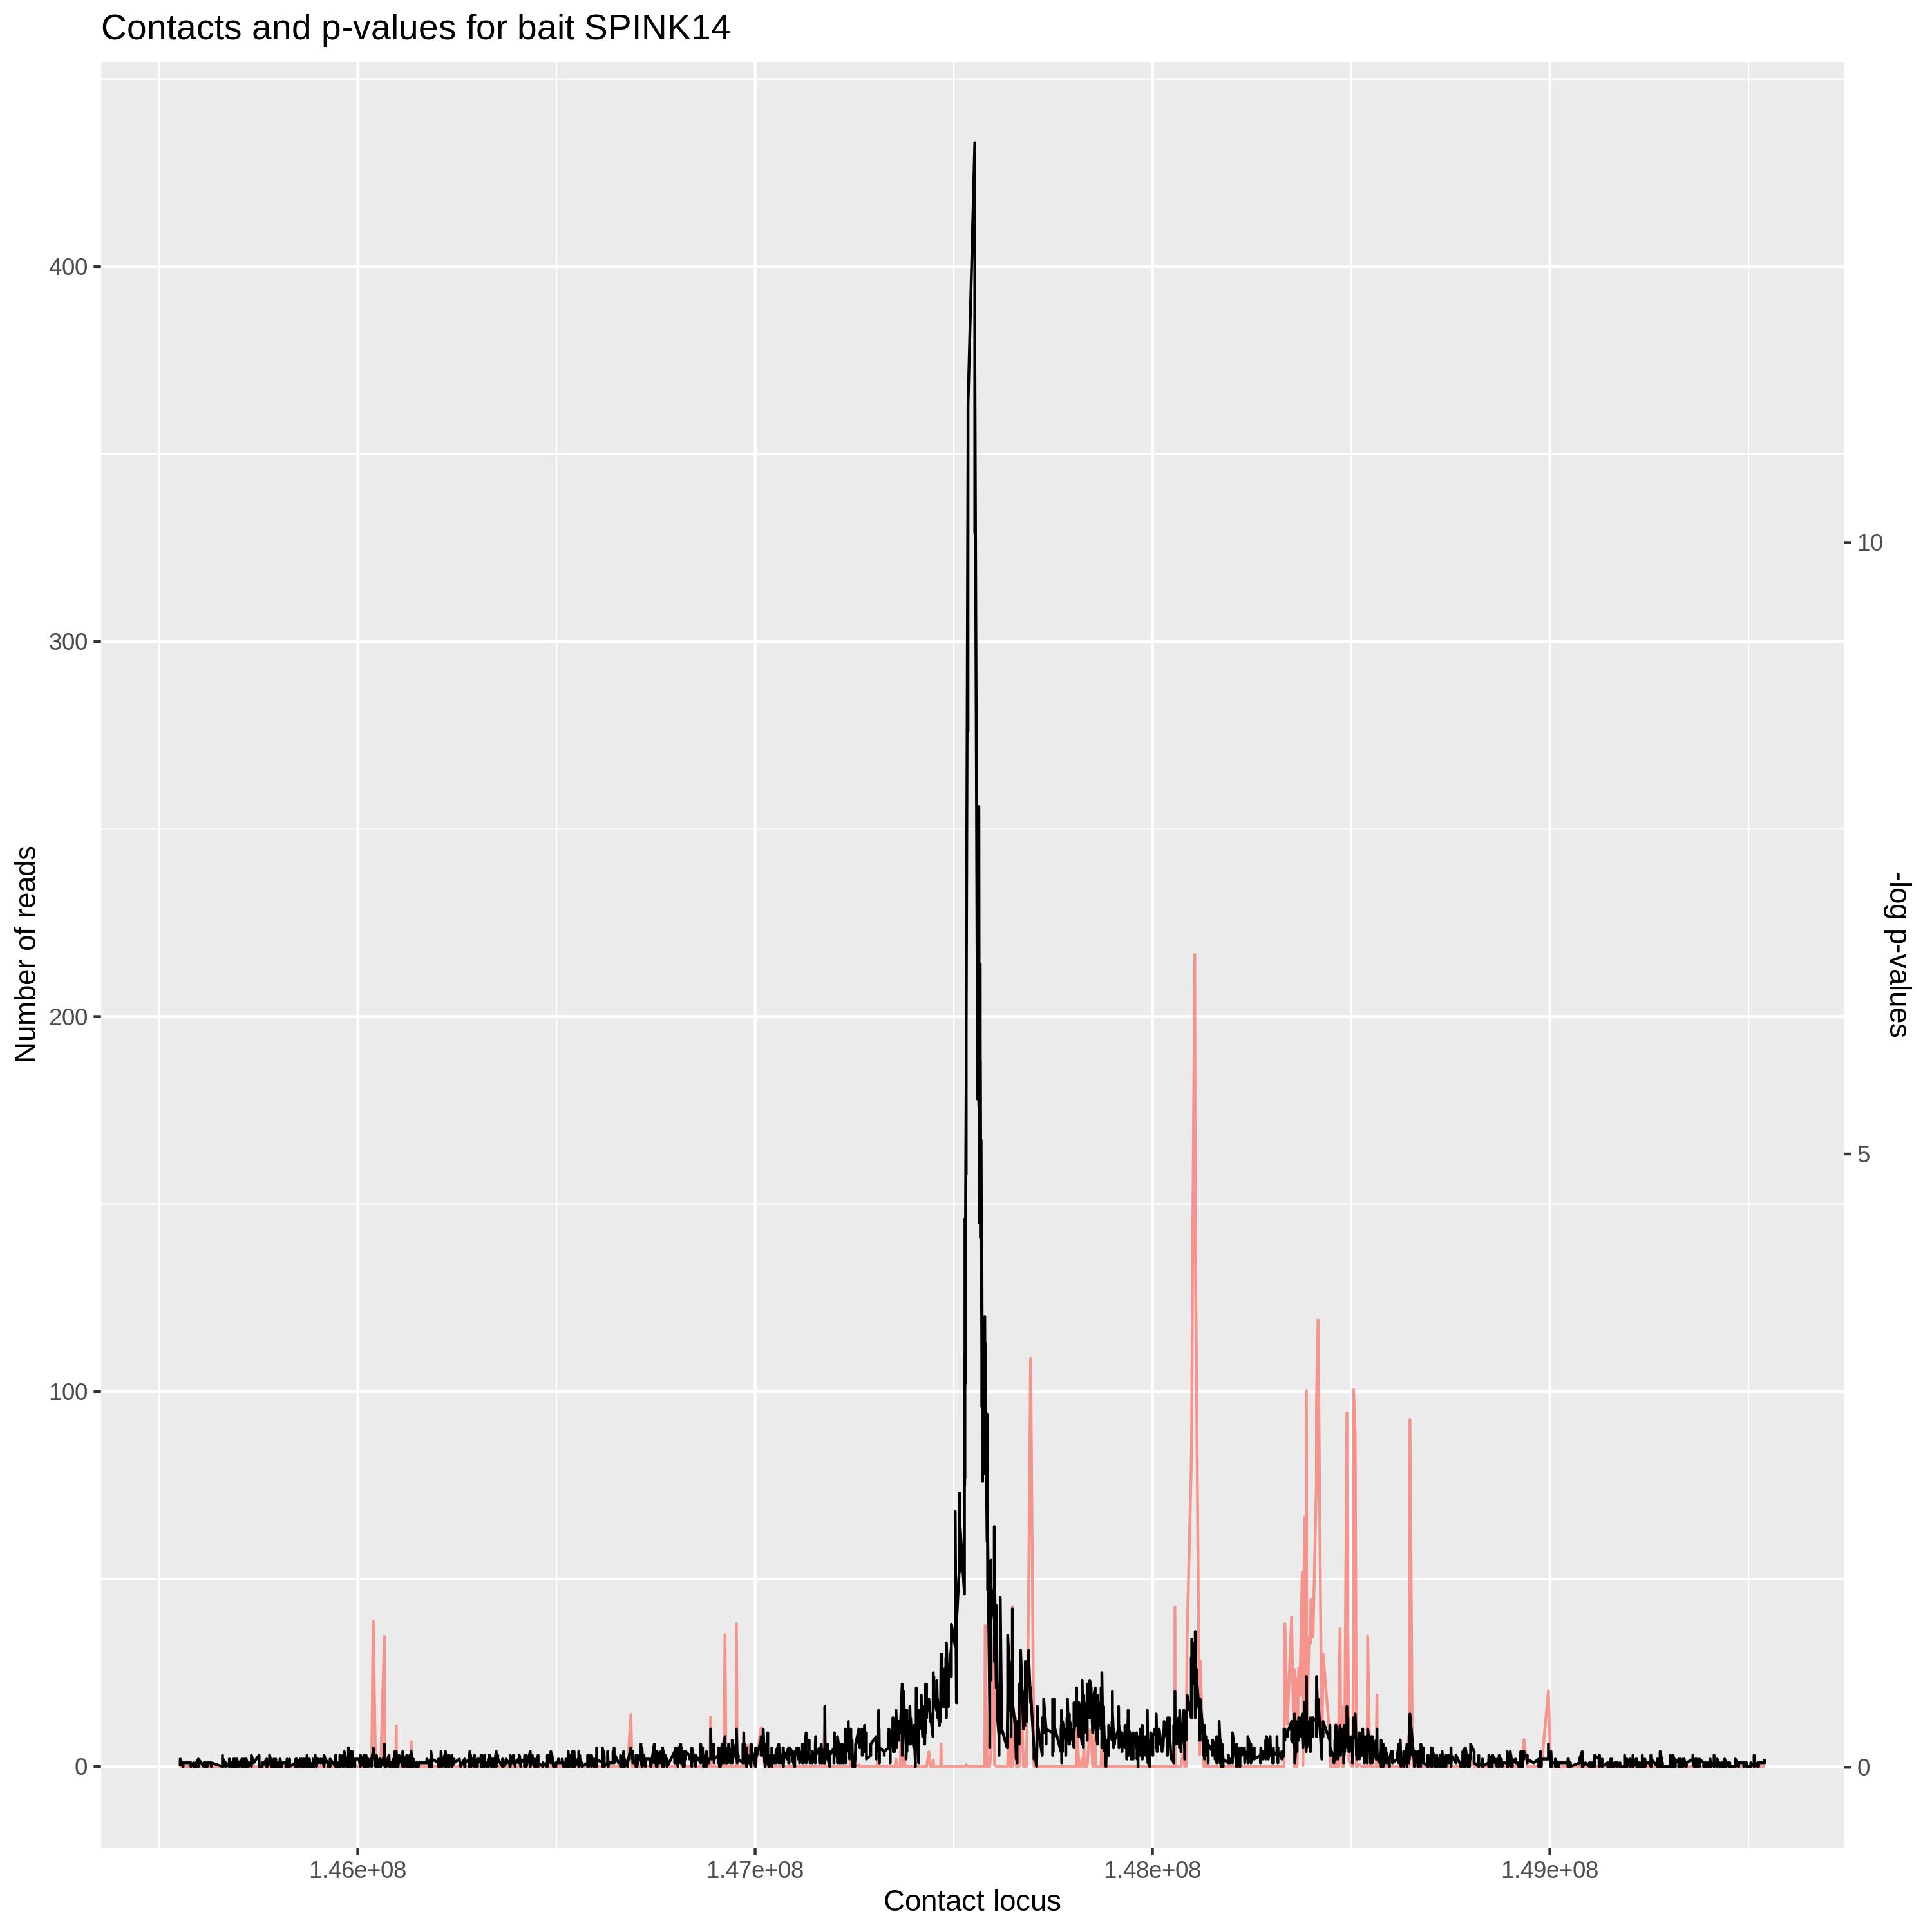 Contacts and p-values for bait SPINK14
Number of reads
400
300
200
100
0
10
5
0
-log p-values
1.46e+08
1.47e+08
1.48e+08
1.49e+08
Contact locus